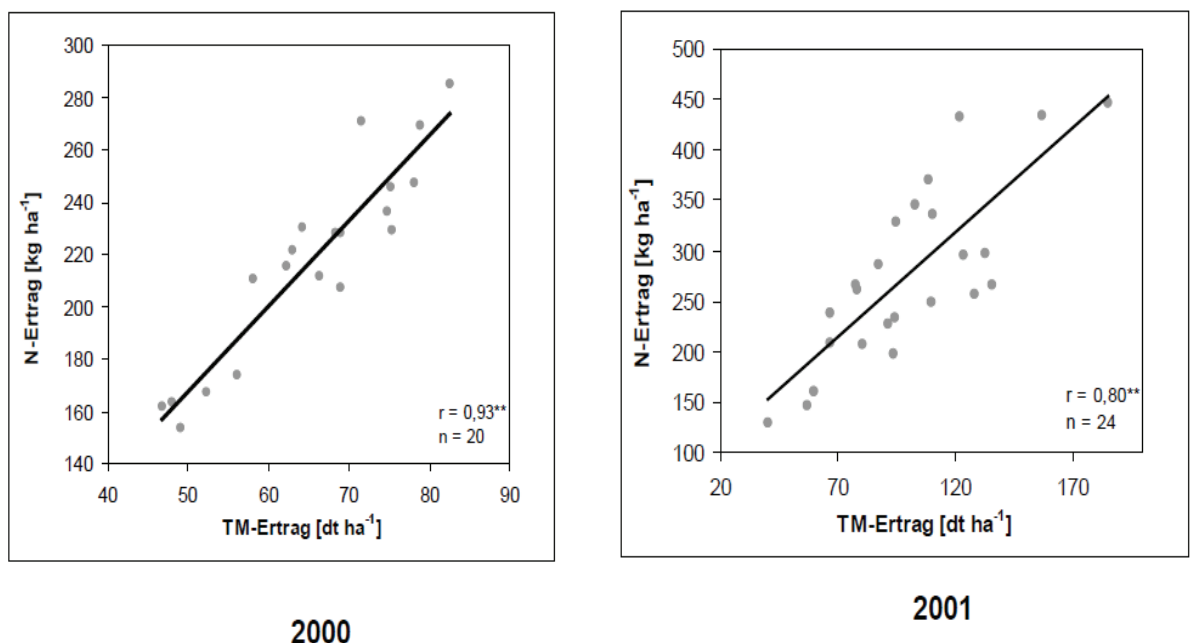 300
280
260
240
220
200
180
160
140
N-Ertrag [kg ha⁻¹]
r = 0,93**
n = 20
40 50 60 70 80 90
TM-Ertrag [dt ha⁻¹]
2000
500
450
400
350
300
250
200
150
100
N-Ertrag [kg ha⁻¹]
r = 0,80**
n = 24
20 70 120 170
TM-Ertrag [dt ha⁻¹]
2001